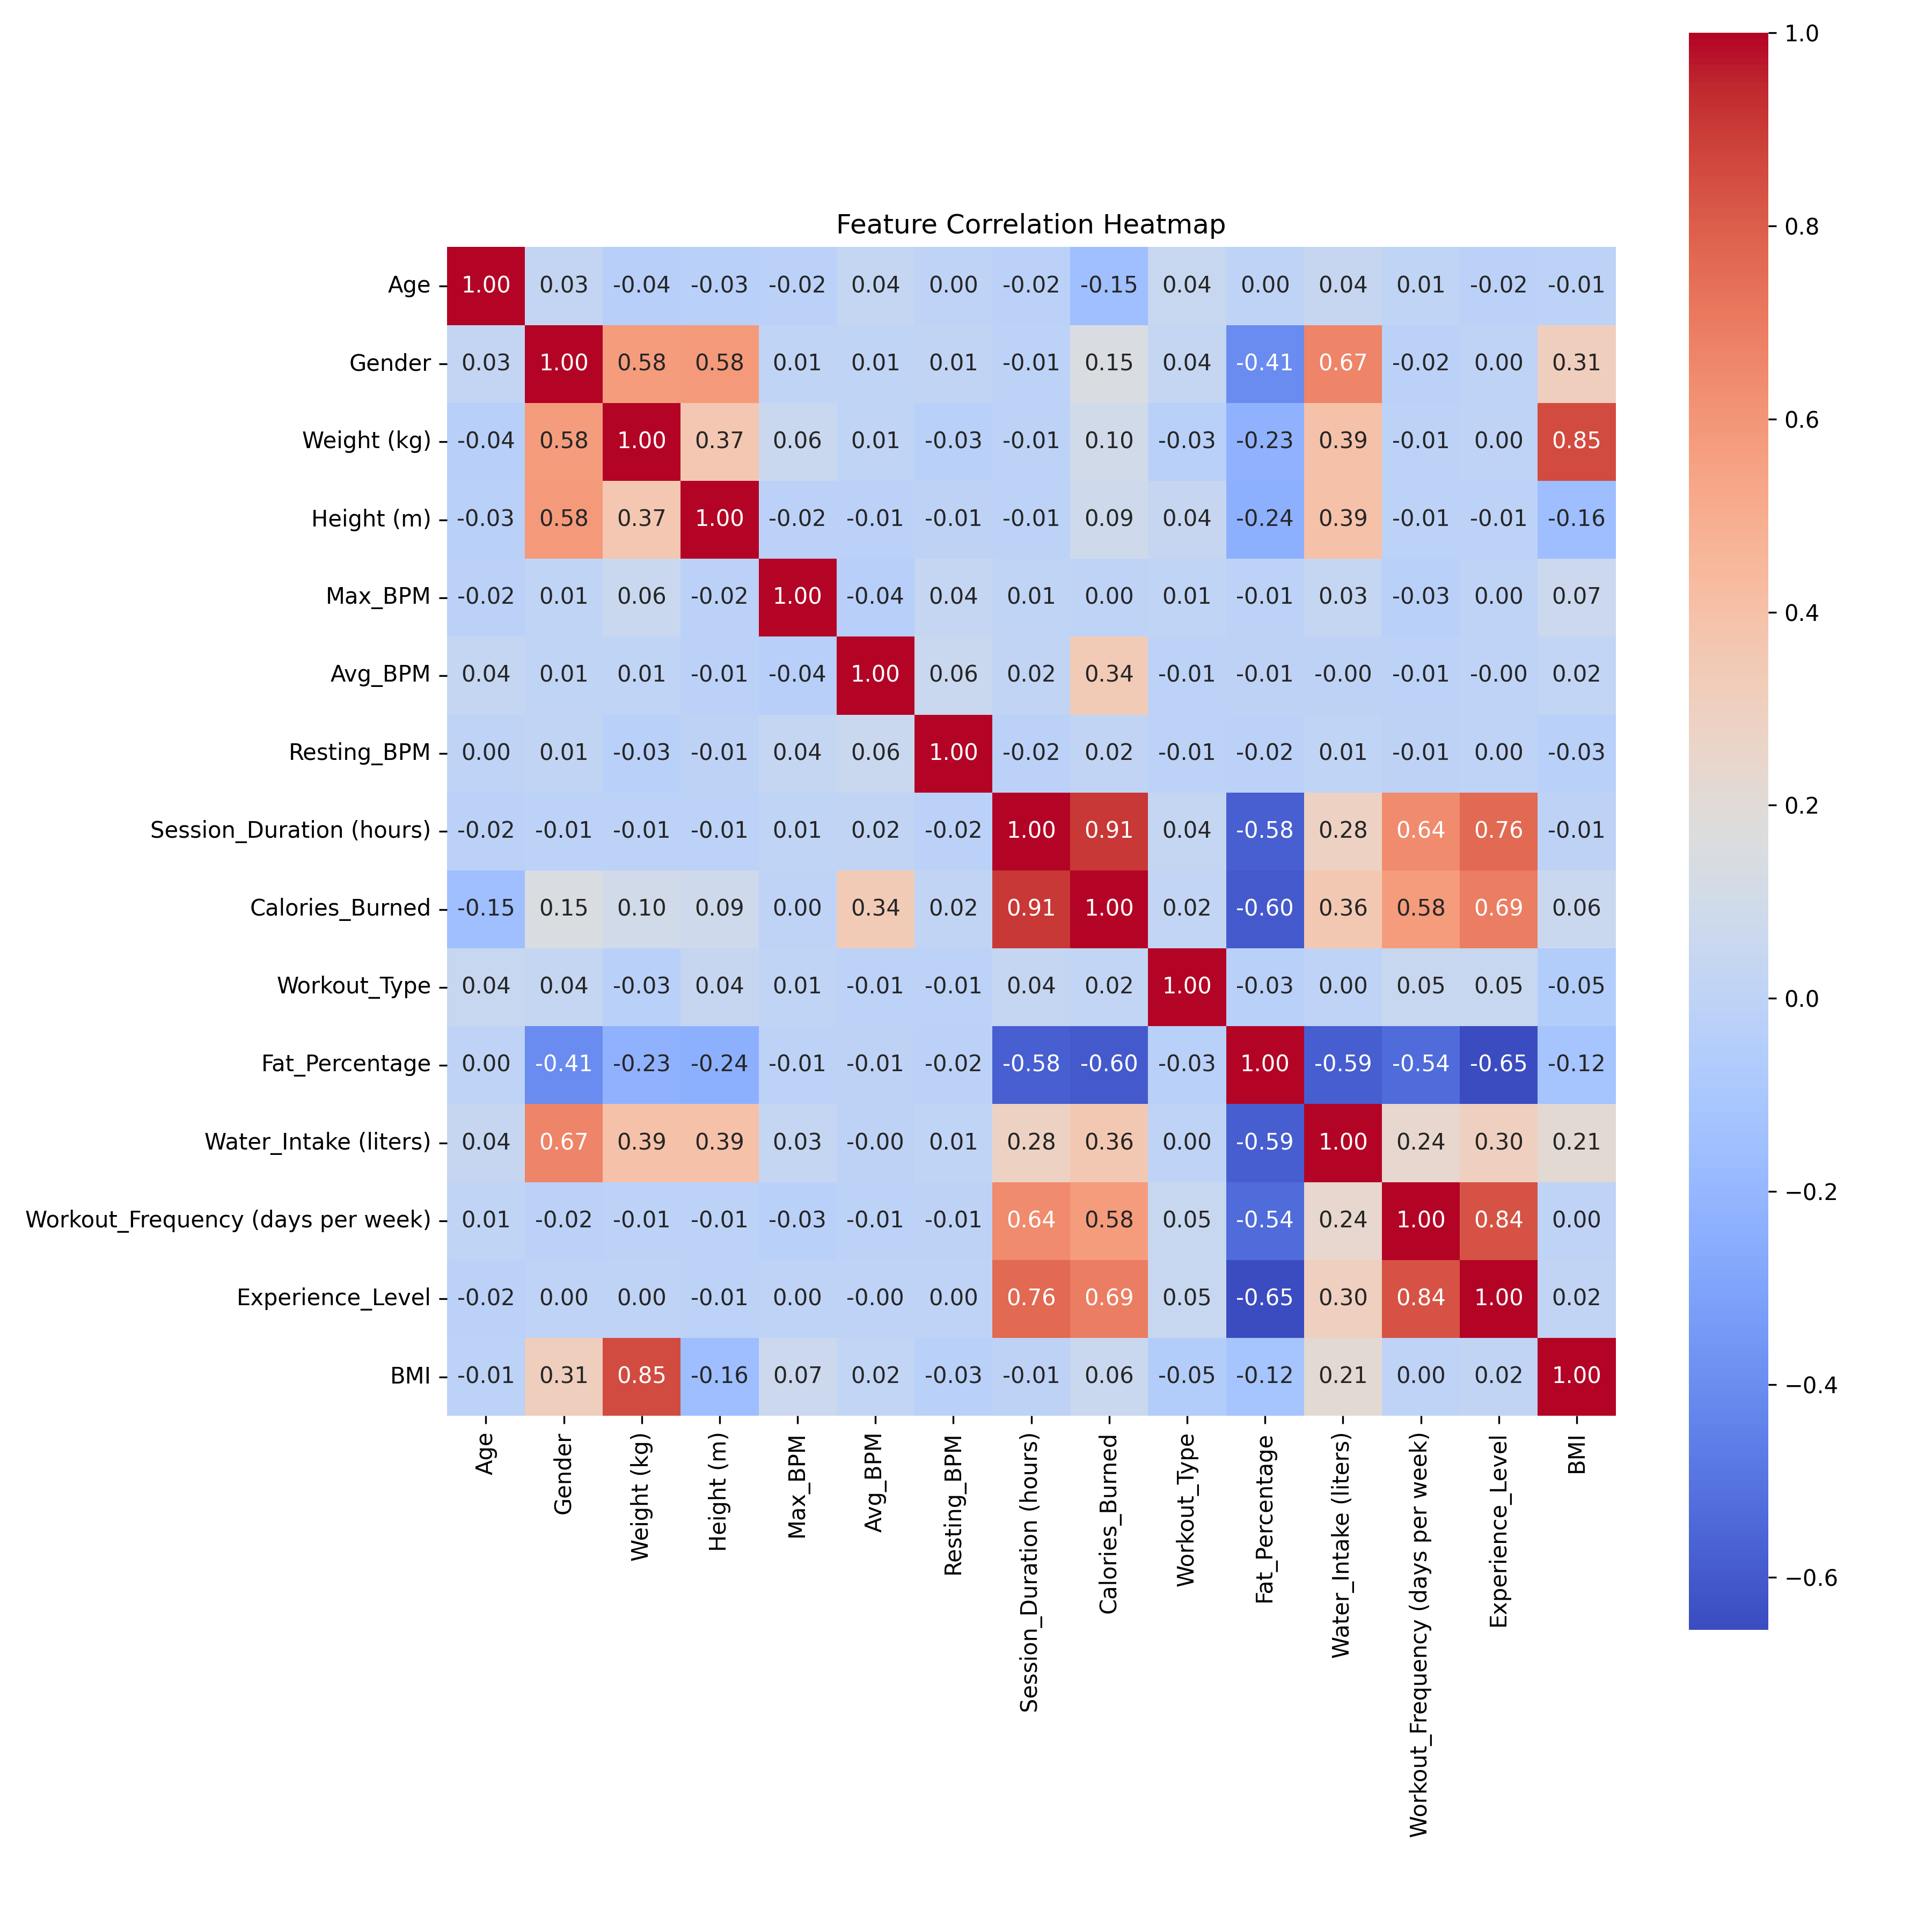 Feature Correlation Heatmap
Age 1.00 0.03 -0.04 -0.03 -0.02 0.04 0.00 -0.02 -0.15 0.04 0.00 0.04 0.01 -0.02 -0.01
Gender 0.03 1.00 0.58 0.58 0.01 0.01 0.01 -0.01 0.15 0.04 -0.41 0.67 -0.02 0.00 0.31
Weight (kg) -0.04 0.58 1.00 0.37 0.06 0.01 -0.03 -0.01 0.10 -0.03 -0.23 0.39 -0.01 0.00 0.85
Height (m) -0.03 0.58 0.37 1.00 -0.02 -0.01 -0.01 -0.01 0.09 0.04 -0.24 0.39 -0.01 -0.01 -0.16
Max_BPM -0.02 0.01 0.06 -0.02 1.00 -0.04 0.04 0.01 0.00 0.01 -0.01 0.03 -0.03 0.00 0.07
Avg_BPM 0.04 0.01 0.01 -0.01 -0.04 1.00 0.06 0.02 0.34 -0.01 -0.01 -0.00 -0.01 -0.00 0.02
Resting_BPM 0.00 0.01 -0.03 -0.01 0.04 0.06 1.00 -0.02 0.02 -0.01 -0.02 0.01 -0.01 0.00 -0.03
Session_Duration (hours) -0.02 -0.01 -0.01 -0.01 0.01 0.02 -0.02 1.00 0.91 0.04 -0.58 0.28 0.64 0.76 -0.01
Calories_Burned -0.15 0.15 0.10 0.09 0.00 0.34 0.02 0.91 1.00 0.02 -0.60 0.36 0.58 0.69 0.06
Workout_Type 0.04 0.04 -0.03 0.04 0.01 -0.01 -0.01 0.04 0.02 1.00 -0.03 0.00 0.05 0.05 -0.05
Fat_Percentage 0.00 -0.41 -0.23 -0.24 -0.01 -0.01 -0.02 -0.58 -0.60 -0.03 1.00 -0.59 -0.54 -0.65 -0.12
Water_Intake (liters) 0.04 0.67 0.39 0.39 0.03 -0.00 0.01 0.28 0.36 0.00 -0.59 1.00 0.24 0.30 0.21
Workout_Frequency (days per week) 0.01 -0.02 -0.01 -0.01 -0.03 -0.01 -0.01 0.64 0.58 0.05 -0.54 0.24 1.00 0.84 0.00
Experience_Level -0.02 0.00 0.00 -0.01 0.00 -0.00 0.00 0.76 0.69 0.05 -0.65 0.30 0.84 1.00 0.02
BMI -0.01 0.31 0.85 -0.16 0.07 0.02 -0.03 -0.01 0.06 -0.05 -0.12 0.21 0.00 0.02 1.00
Age
Gender
Weight (kg)
Height (m)
Max_BPM
Avg_BPM
Resting_BPM
Session_Duration (hours)
Calories_Burned
Workout_Type
Fat_Percentage
Water_Intake (liters)
Workout_Frequency (days per week)
Experience_Level
BMI
1.0
0.8
0.6
0.4
0.2
0.0
−0.2
−0.4
−0.6